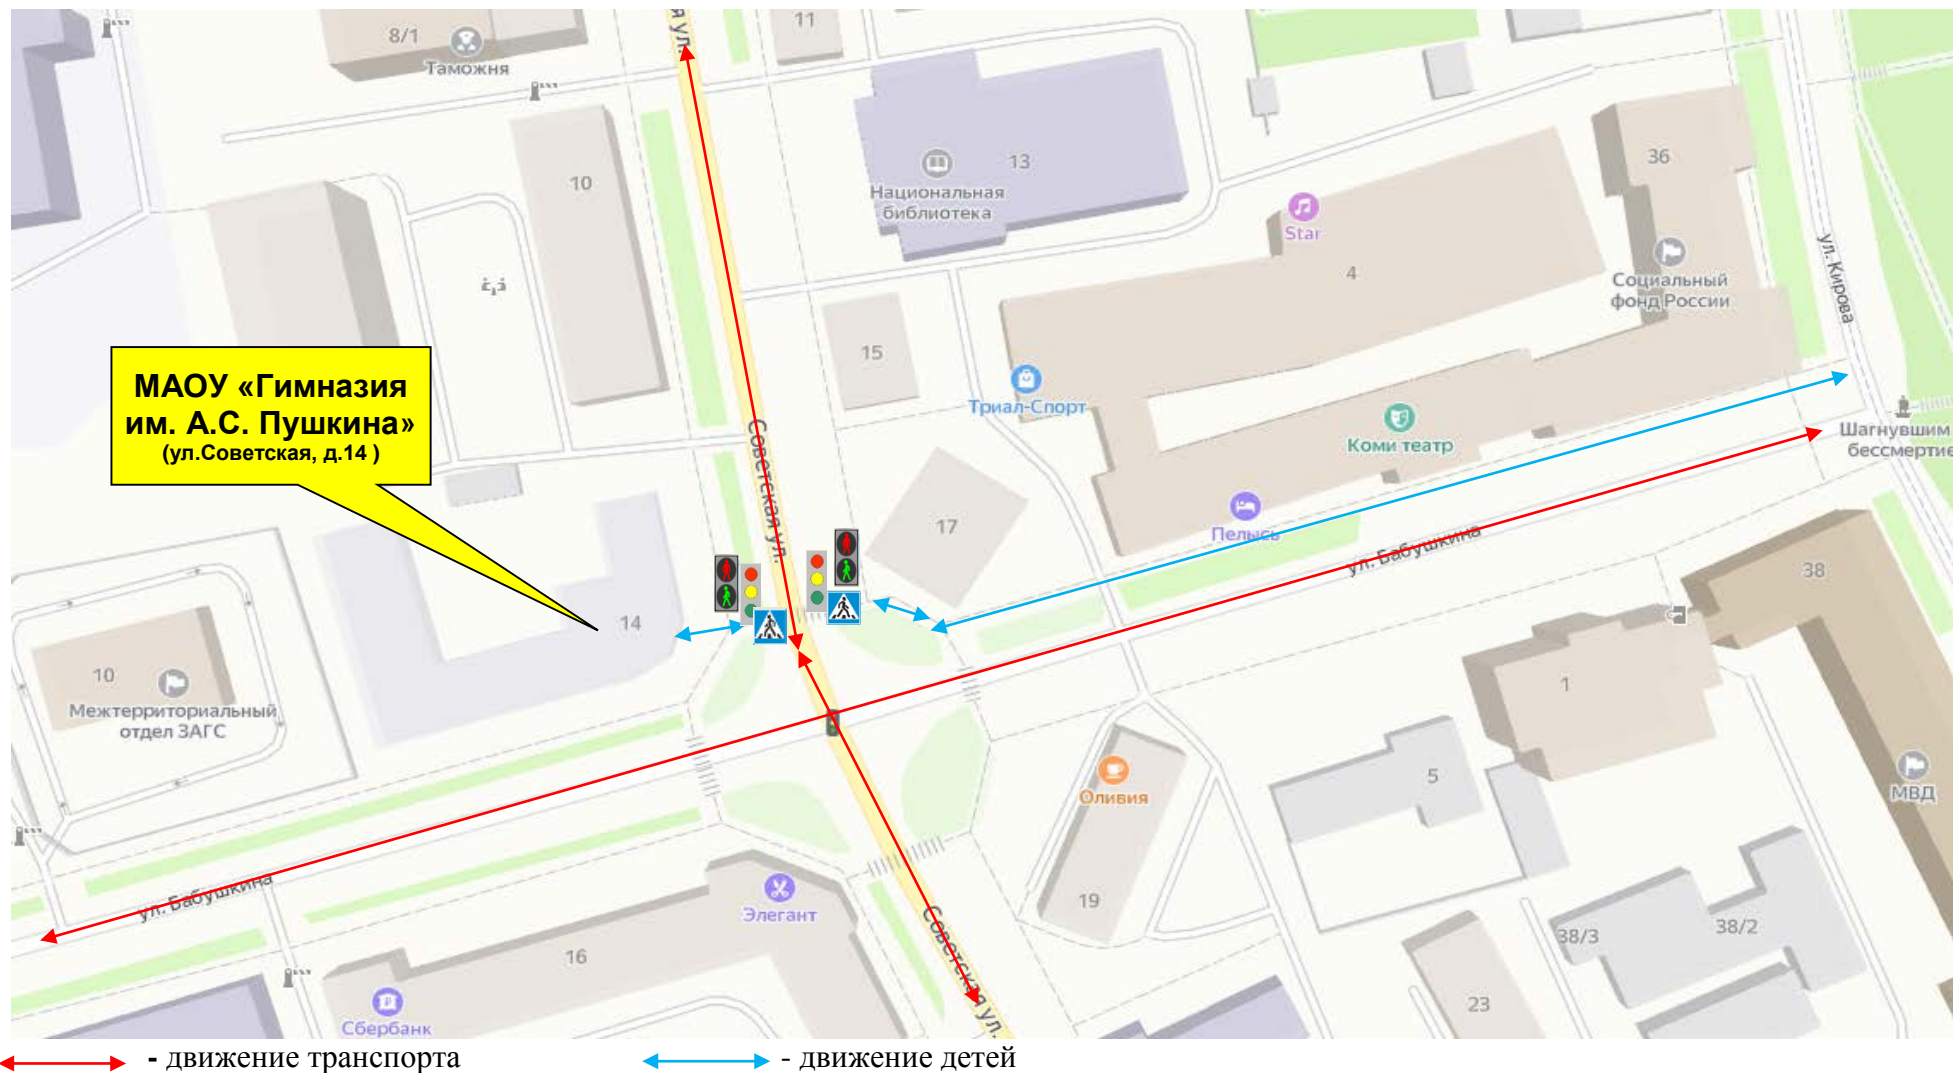 я ул.
11
8/1
Таможня
10
13
Национальная
библиотека
36
Star
4
Социальный
фонд России
ул. Кирова
15
МАОУ «Гимназия
им. А.С. Пушкина»
(ул.Советская, д.14 )
Триал-Спорт
Коми театр
Шагнувшим
бессмертие
Советская ул.
17
Пелысь
ул. Бабушкина
38
14
10
Межтерриториальный
отдел ЗАГС
1
5
Оливия
МВД
ул. Бабушкина
Элегант
19
Советская ул.
16
38/3
38/2
23
Сбербанк
- движение транспорта
- движение детей